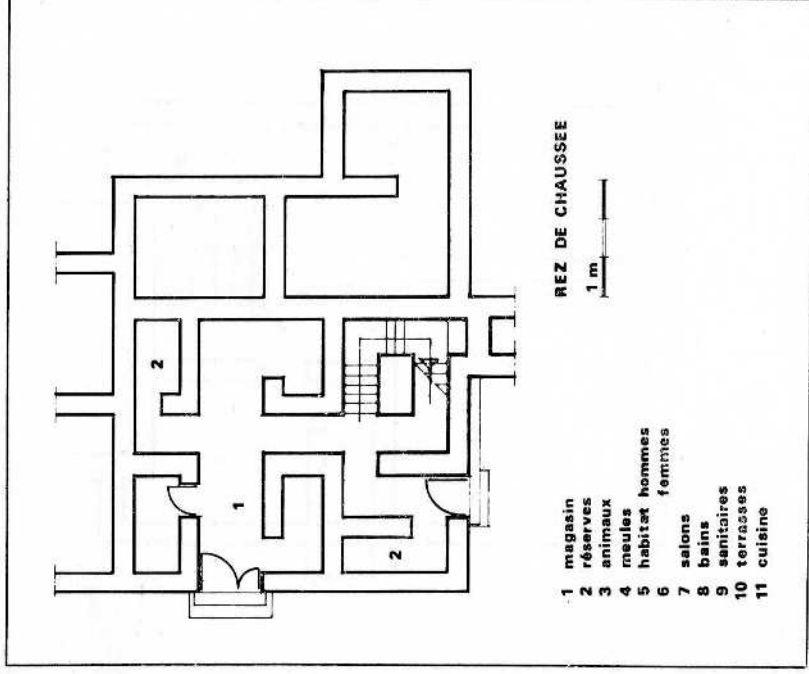 2
1
2
REZ DE CHAUSSEE
1 m
1 magasin
2 réserves
3 animaux
4 meules
5 habitat hommes
6 femmes
7 salons
8 bains
9 sanitaires
10 terrasses
11 cuisine